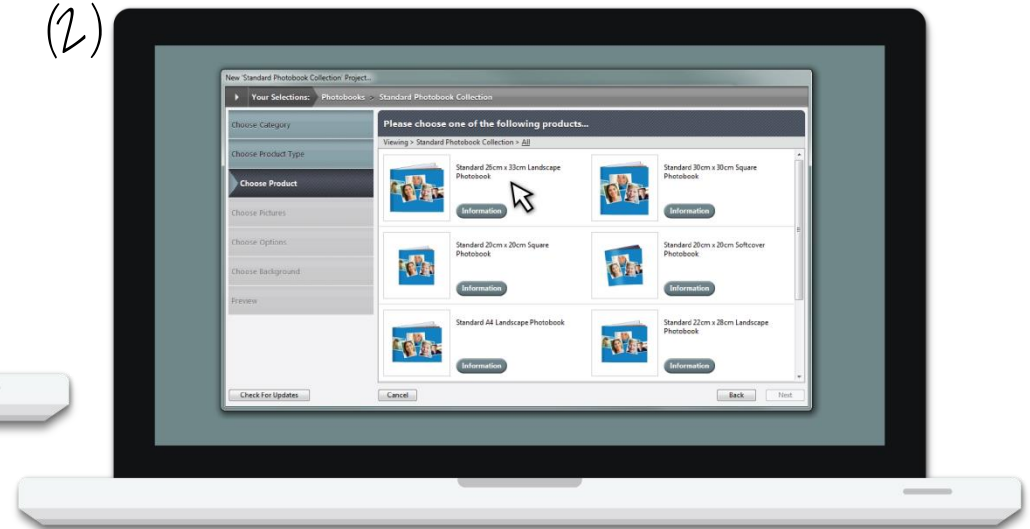 (2)
New 'Standard Photobook Collection' Project...
Your Selections: Photobooks > Standard Photobook Collection
Choose Category
Choose Product Type
Choose Product
Choose Pictures
Choose Options
Choose Background
Preview
Please choose one of the following products...
Viewing > Standard Photobook Collection > All
Standard 26cm x 33cm Landscape
Photobook
Information
Standard 30cm x 30cm Square
Photobook
Information
Standard 20cm x 20cm Square
Photobook
Information
Standard 20cm x 20cm Softcover
Photobook
Information
Standard A4 Landscape Photobook
Information
Standard 22cm x 28cm Landscape
Photobook
Information
Check For Updates
Cancel
Back
Next